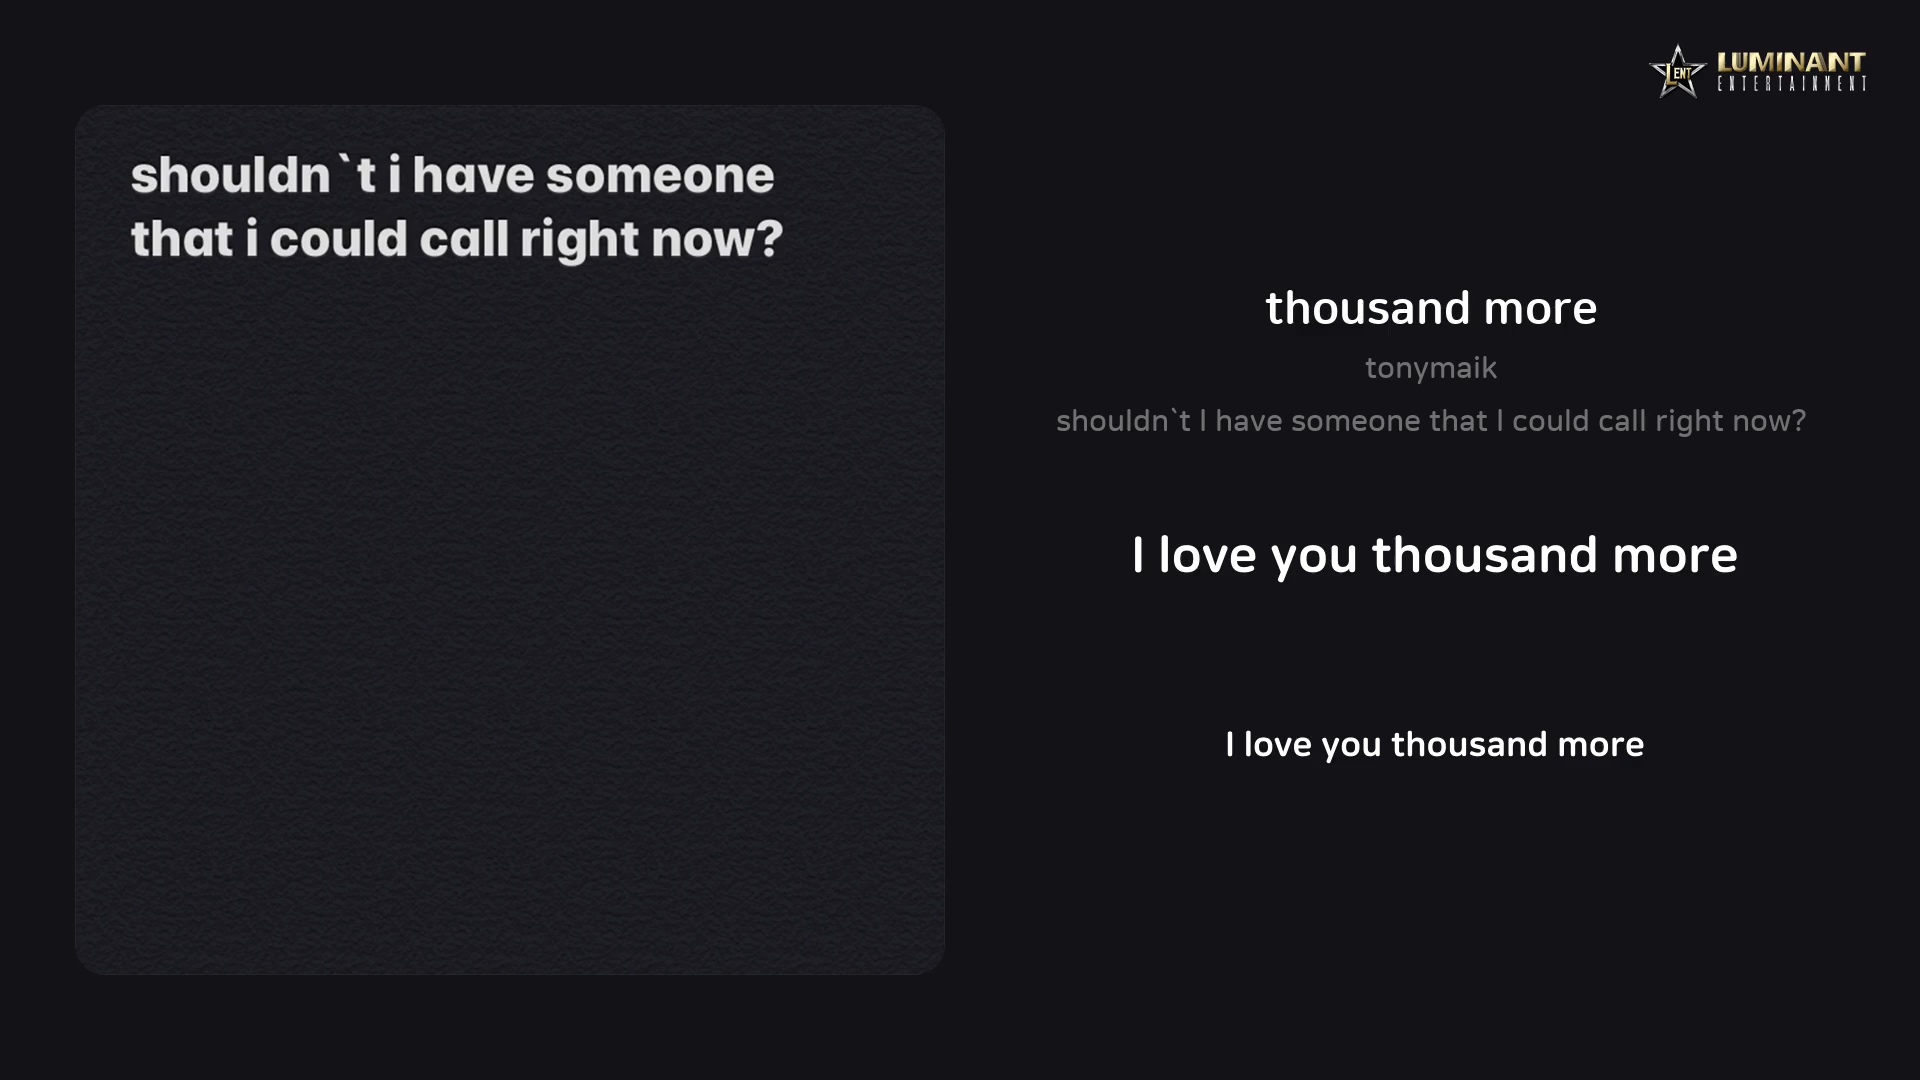 shouldn`t i have someone
that i could call right now?
LENT
LUMINANT
ENTERTAINMENT
thousand more
tonymaik
shouldn`t I have someone that I could call right now?
I love you thousand more
I love you thousand more